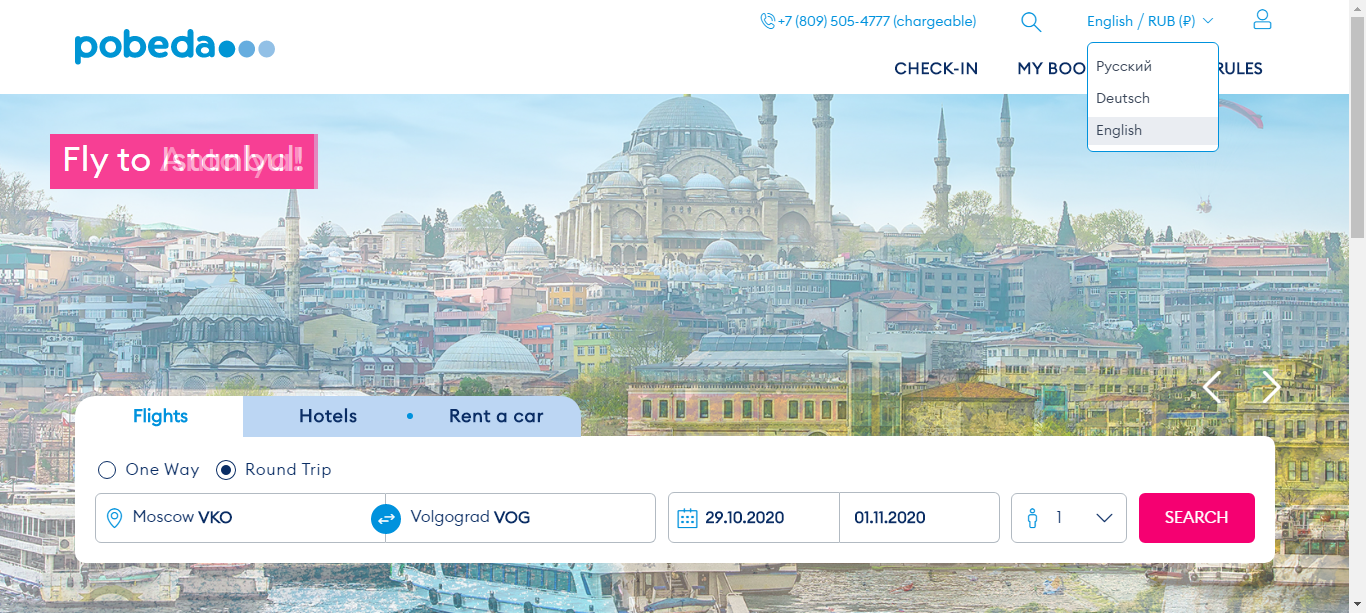 pobeda
+7 (809) 505-4777 (chargeable)
English / RUB (₽)
CHECK-IN
MY BOO
RULES
Русский
Deutsch
English
Fly to
Flights
Hotels
Rent a car
One Way
Round Trip
Moscow VKO
Volgograd VOG
29.10.2020
01.11.2020
1
SEARCH